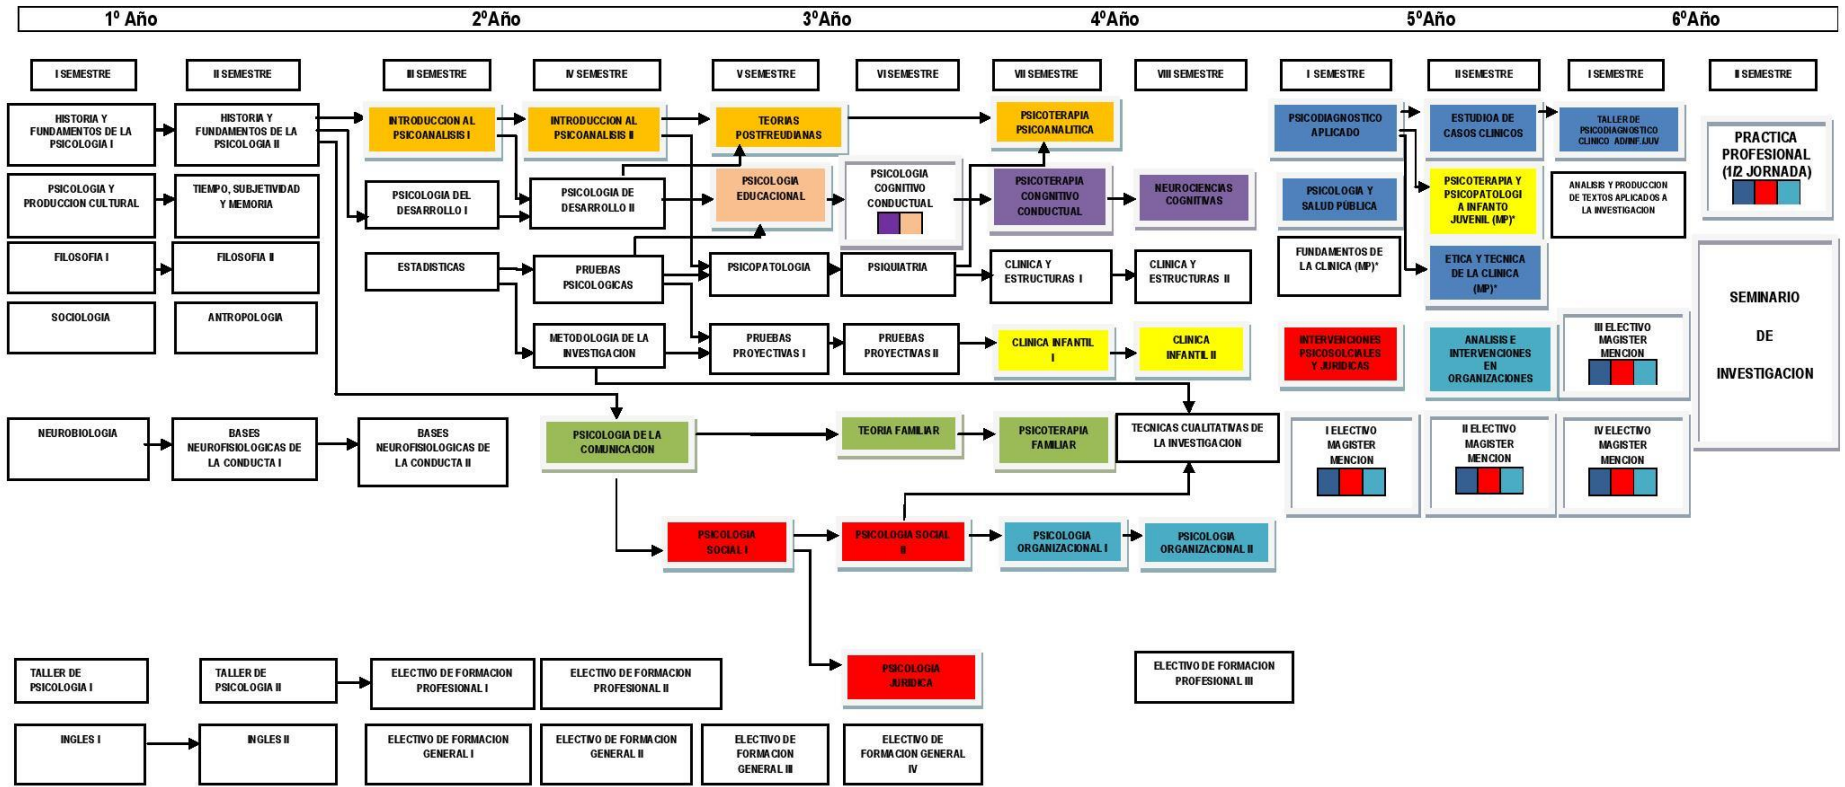 1º Año
2ºAño
3ºAño
4ºAño
5ºAño
6ºAño
I SEMESTRE
II SEMESTRE
III SEMESTRE
IV SEMESTRE
V SEMESTRE
VI SEMESTRE
VII SEMESTRE
VIII SEMESTRE
I SEMESTRE
II SEMESTRE
I SEMESTRE
II SEMESTRE
HISTORIA Y
FUNDAMENTOS DE LA
PSICOLOGIA I
HISTORIA Y
FUNDAMENTOS DE LA
PSICOLOGIA II
INTRODUCCION AL
PSICOANALISIS I
INTRODUCCION AL
PSICOANALISIS II
TEORIAS
POSTFREUDIANAS
PSICOTERAPIA
PSICOANALITICA
PSICODIAGNOSTICO
APLICADO
ESTUDIOA DE
CASOS CLINICOS
TALLER DE
PSICODIAGNOSTICO
CLINICO AD/INF./JUV
PRACTICA
PROFESIONAL
(1/2 JORNADA)
PSICOLOGIA Y
PRODUCCION CULTURAL
TIEMPO, SUBJETIVIDAD
Y MEMORIA
PSICOLOGIA DEL
DESARROLLO I
PSICOLOGIA DE
DESARROLLO II
PSICOLOGIA
EDUCACIONAL
PSICOLOGIA
COGNITIVO
CONDUCTUAL
PSICOTERAPIA
CONGNITIVO
CONDUCTUAL
NEUROCIENCIAS
COGNITIVAS
PSICOLOGIA Y
SALUD PÚBLICA
PSICOTERAPIA Y
PSICOPATOLOGI
A INFANTO
JUVENIL (MP)*
ANALISIS Y PRODUCCION
DE TEXTOS APLICADOS A
LA INVESTIGACION
FILOSOFIA I
FILOSOFIA II
ESTADISTICAS
PRUEBAS
PSICOLOGICAS
PSICOPATOLOGIA
PSIQUIATRIA
CLINICA Y
ESTRUCTURAS I
CLINICA Y
ESTRUCTURAS II
FUNDAMENTOS DE
LA CLINICA (MP)*
ETICA Y TECNICA
DE LA CLINICA
(MP)*
SEMINARIO
DE
INVESTIGACION
SOCIOLOGIA
ANTROPOLOGIA
METODOLOGIA DE LA
INVESTIGACION
PRUEBAS
PROYECTIVAS I
PRUEBAS
PROYECTIVAS II
CLINICA INFANTIL
I
CLINICA
INFANTIL II
INTERVENCIONES
PSICOSOLCIALES
Y JURIDICAS
ANALISIS E
INTERVENCIONES
EN
ORGANIZACIONES
III ELECTIVO
MAGISTER
MENCION
NEUROBIOLOGIA
BASES
NEUROFISIOLOGICAS DE
LA CONDUCTA I
BASES
NEUROFISIOLOGICAS DE
LA CONDUCTA II
PSICOLOGIA DE LA
COMUNICACION
TEORIA FAMILIAR
PSICOTERAPIA
FAMILIAR
TECNICAS CUALITATIVAS DE
LA INVESTIGACION
I ELECTIVO
MAGISTER
MENCION
II ELECTIVO
MAGISTER
MENCION
IV ELECTIVO
MAGISTER
MENCION
PSICOLOGIA
SOCIAL I
PSICOLOGIA SOCIAL
II
PSICOLOGIA
ORGANIZACIONAL I
PSICOLOGIA
ORGANIZACIONAL II
TALLER DE
PSICOLOGIA I
TALLER DE
PSICOLOGIA II
ELECTIVO DE FORMACION
PROFESIONAL I
ELECTIVO DE FORMACION
PROFESIONAL II
PSICOLOGIA
JURIDICA
ELECTIVO DE FORMACION
PROFESIONAL III
INGLES I
INGLES II
ELECTIVO DE FORMACION
GENERAL I
ELECTIVO DE FORMACION
GENERAL II
ELECTIVO DE
FORMACION
GENERAL III
ELECTIVO DE
FORMACION GENERAL
IV